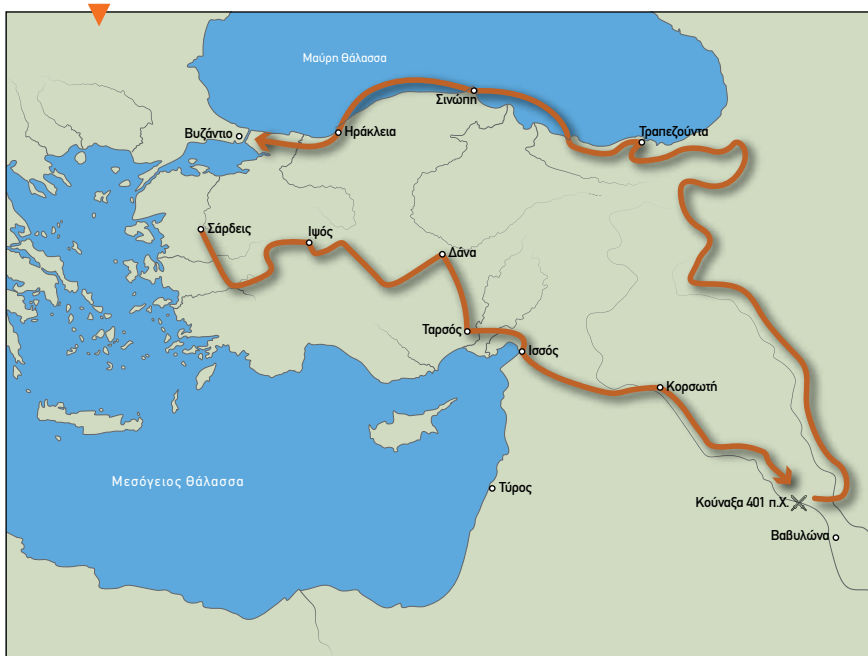 Μαύρη θάλασσα
Σινώπη
Βυζάντιο
Ηράκλεια
Τραπεζούντα
Σάρδεις
Ιψός
Δάνα
Ταρσός
Ισσός
Κορσωτή
Μεσόγειος θάλασσα
Τύρος
Κούναξα 401 π.Χ.
Βαβυλώνα